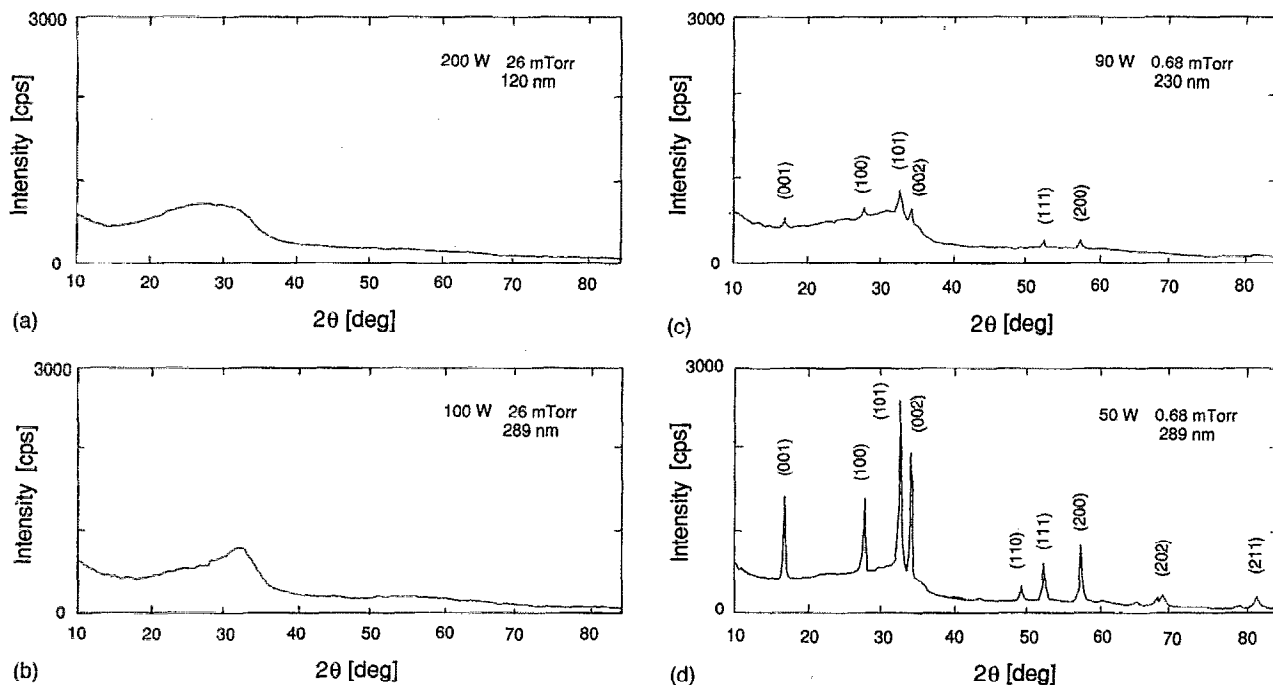 3000
200 W 26 mTorr
120 nm
Intensity [cps]
0
10 20 30 40 50 60 70 80
2θ [deg]
(a)
3000
100 W 26 mTorr
289 nm
Intensity [cps]
0
10 20 30 40 50 60 70 80
2θ [deg]
(b)
3000
90 W 0.68 mTorr
230 nm
(001) (100) (101) (002) (111) (200)
Intensity [cps]
0
10 20 30 40 50 60 70 80
2θ [deg]
(c)
3000
50 W 0.68 mTorr
289 nm
(001) (100) (101) (002) (110) (111) (200) (202) (211)
Intensity [cps]
0
10 20 30 40 50 60 70 80
2θ [deg]
(d)